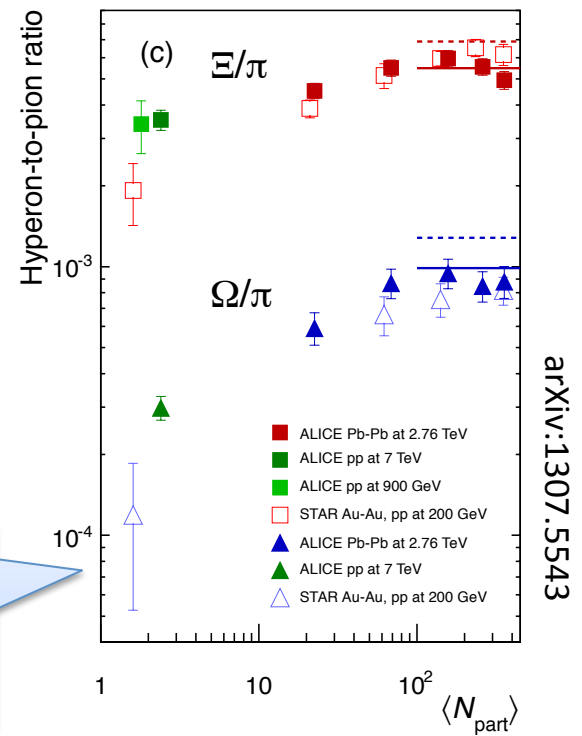 (c)
Ξ/π
Hyperon-to-pion ratio
10⁻³
Ω/π
ALICE Pb-Pb at 2.76 TeV
ALICE pp at 7 TeV
ALICE pp at 900 GeV
STAR Au-Au, pp at 200 GeV
ALICE Pb-Pb at 2.76 TeV
ALICE pp at 7 TeV
STAR Au-Au, pp at 200 GeV
10⁻⁴
1 10 10²
⟨N_part⟩
arXiv:1307.5543